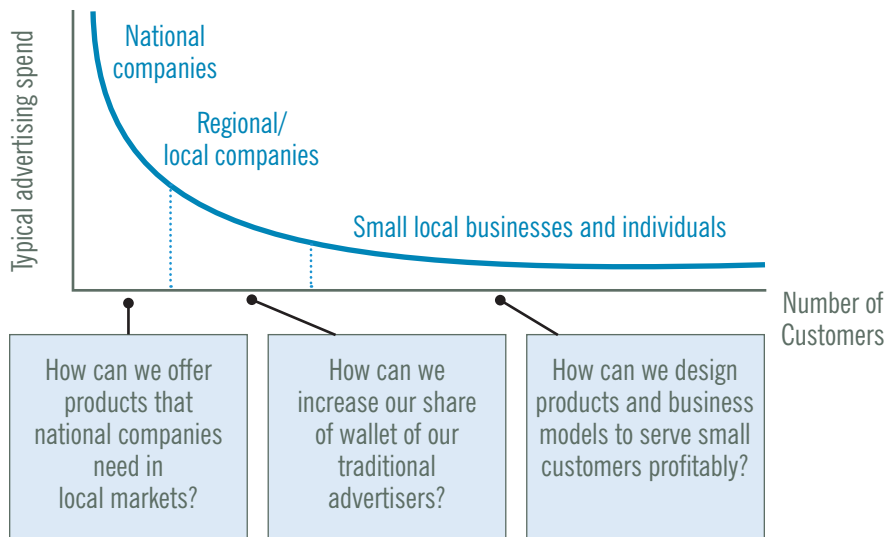 Typical advertising spend
National
companies
Regional/
local companies
Small local businesses and individuals
Number of
Customers
How can we offer
products that
national companies
need in
local markets?
How can we
increase our share
of wallet of our
traditional
advertisers?
How can we design
products and business
models to serve small
customers profitably?